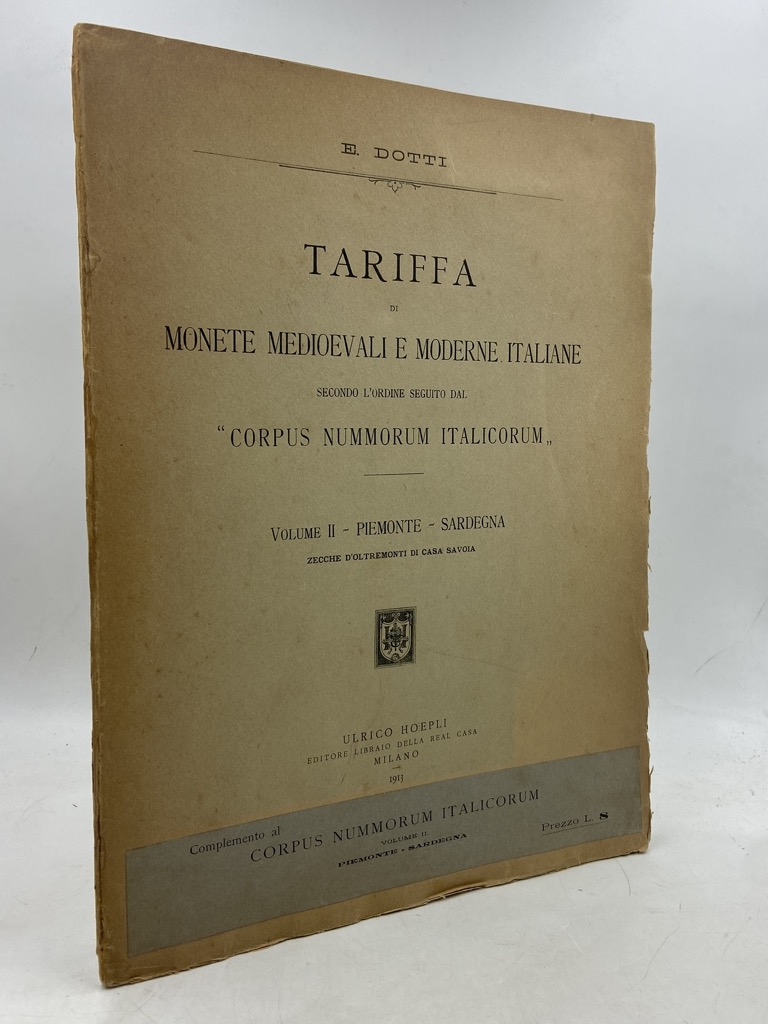 E. DOTTI
TARIFFA
DI
MONETE MEDIOEVALI E MODERNE ITALIANE
SECONDO L'ORDINE SEGUITO DAL
"CORPUS NUMMORUM ITALICORUM„
VOLUME II - PIEMONTE - SARDEGNA
ZECCHE D'OLTREMONTI DI CASA SAVOIA
ULRICO HOEPLI
EDITORE LIBRAIO DELLA REAL CASA
MILANO
1913
Complemento al
CORPUS NUMMORUM ITALICORUM
VOLUME II.
PIEMONTE - SARDEGNA
Prezzo L. 8